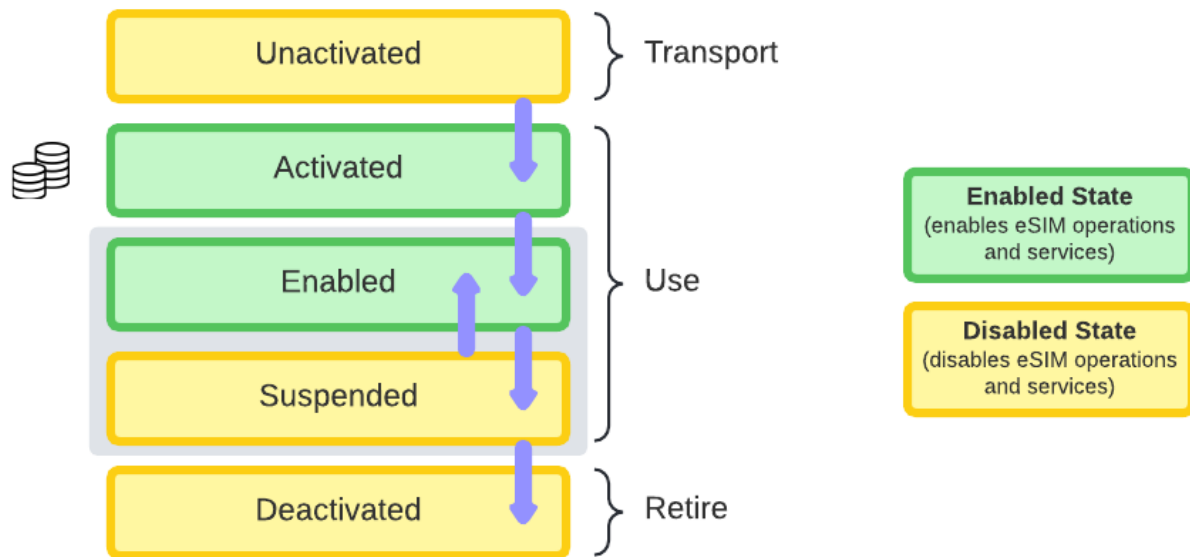 Unactivated
Transport
Activated
Enabled
Use
Suspended
Deactivated
Retire
Enabled State
(enables eSIM operations
and services)
Disabled State
(disables eSIM operations
and services)